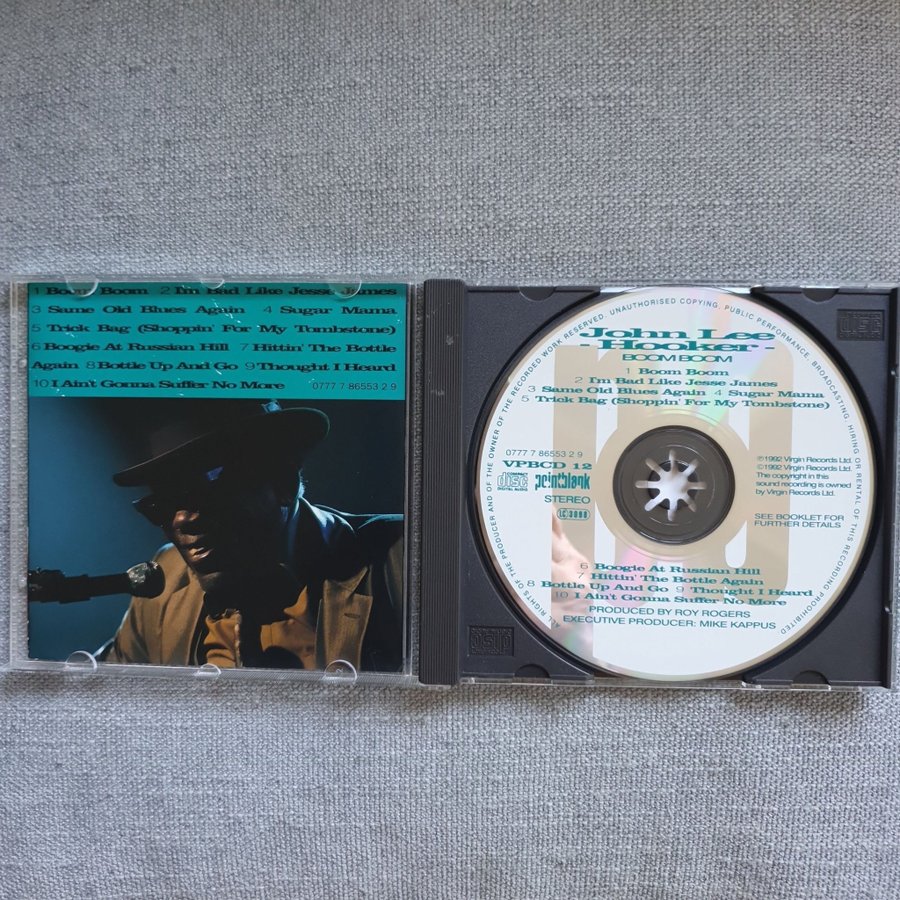 1 Boom Boom 2 I'm Bad Like Jesse James
3 Same Old Blues Again 4 Sugar Mama
5 Trick Bag (Shoppin' For My Tombstone)
6 Boogie At Russian Hill 7 Hittin' The Bottle
Again 8 Bottle Up And Go 9 Thought I Heard
10 I Ain't Gonna Suffer No More 0777 7 86553 2 9
ALL RIGHTS OF THE PRODUCER AND OF THE OWNER OF THE RECORDED WORK RESERVED. UNAUTHORISED COPYING, PUBLIC PERFORMANCE, BROADCASTING, HIRING OR RENTAL OF THIS RECORDING PROHIBITED
John Lee
- Hooker -
BOOM BOOM
1 Boom Boom
2 I'm Bad Like Jesse James
3 Same Old Blues Again 4 Sugar Mama
5 Trick Bag (Shoppin' For My Tombstone)
0777 7 86553 2 9
VPBCD 12
COMPACT
disc
DIGITAL AUDIO
pointblank
STEREO
LC 3098
℗1992 Virgin Records Ltd.
©1992 Virgin Records Ltd.
The copyright in this
sound recording is owned
by Virgin Records Ltd.
SEE BOOKLET FOR
FURTHER DETAILS
6 Boogie At Russian Hill
7 Hittin' The Bottle Again
8 Bottle Up And Go 9 Thought I Heard
10 I Ain't Gonna Suffer No More
PRODUCED BY ROY ROGERS
EXECUTIVE PRODUCER: MIKE KAPPUS